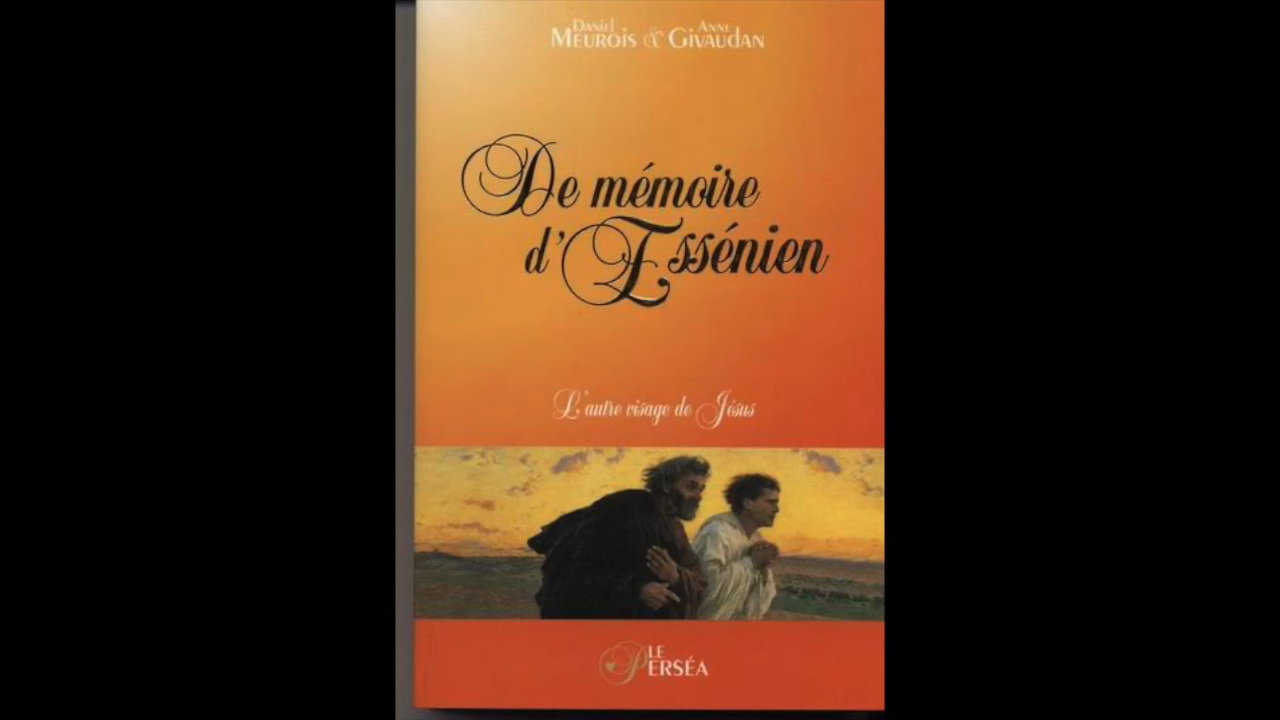 Daniel Anne
Meurois & Givaudan
De mémoire
d'Essénien
L'autre visage de Jésus
LE
PERSÉA